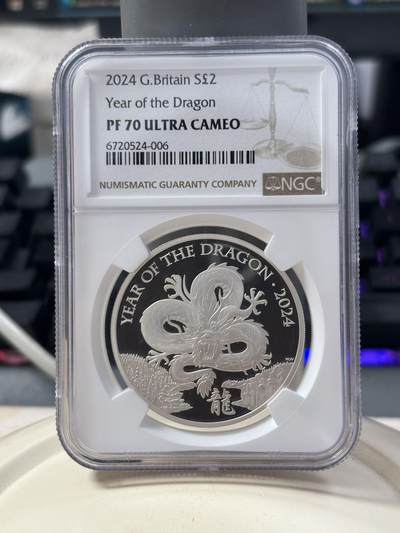 2024 G.Britain S£2
Year of the Dragon
PF 70 ULTRA CAMEO
6720524-006
NUMISMATIC GUARANTY COMPANY
NGC®
YEAR OF THE DRAGON · 2024
龍